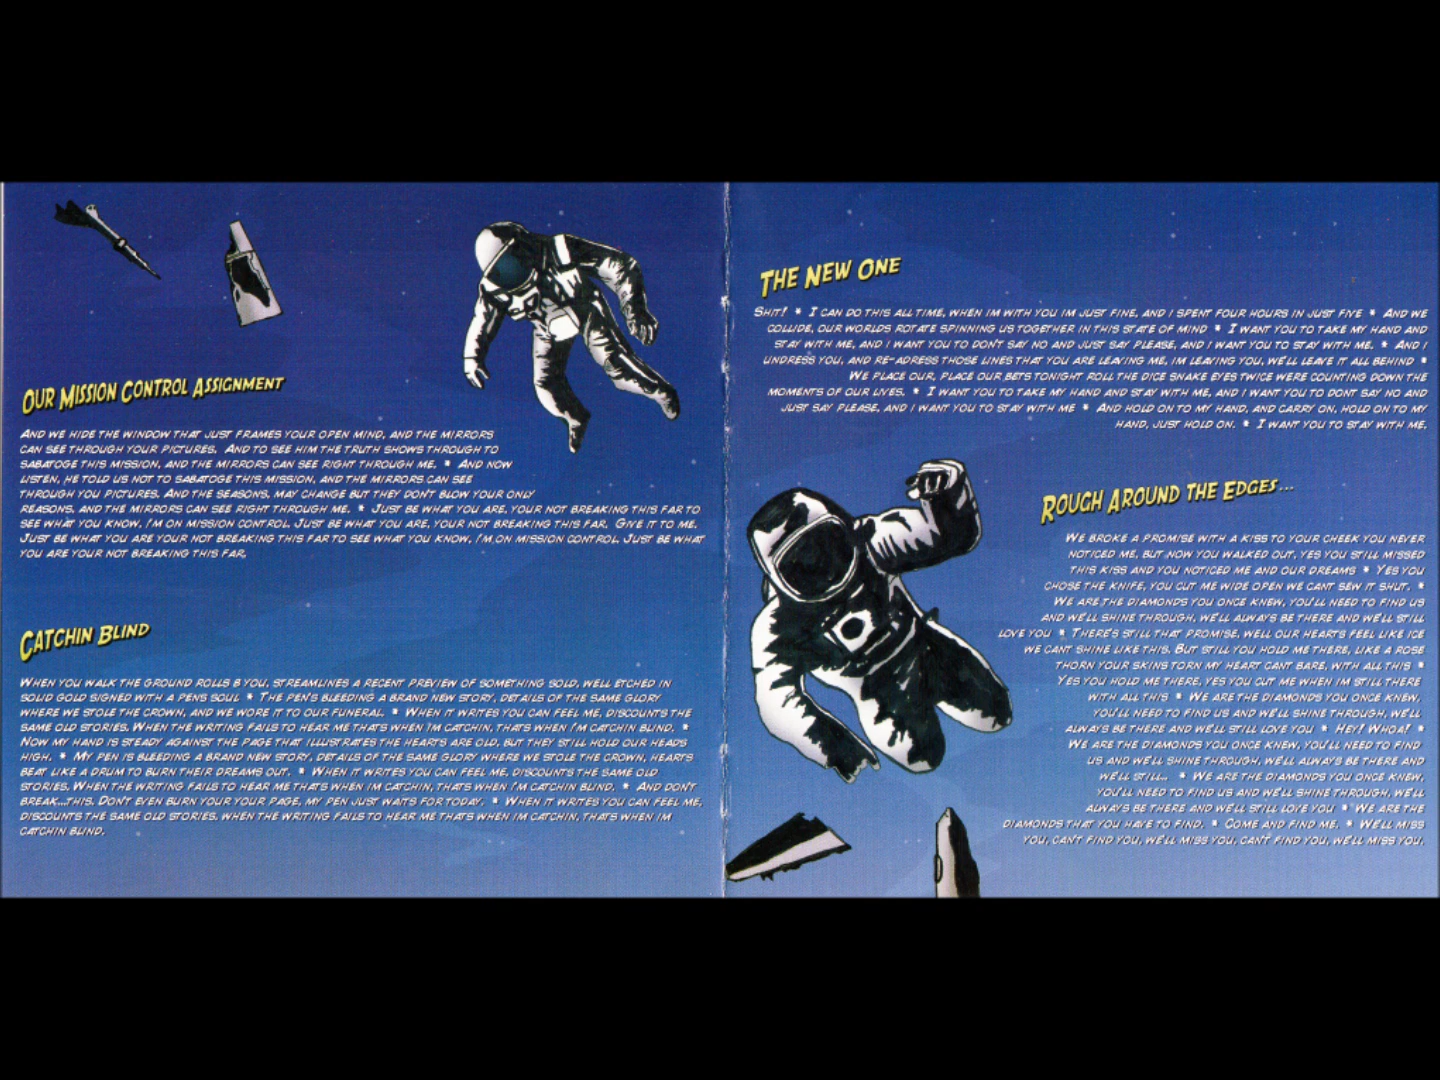 OUR MISSION CONTROL ASSIGNMENT
AND WE HIDE THE WINDOW THAT JUST FRAMES YOUR OPEN MIND, AND THE MIRRORS
CAN SEE THROUGH YOUR PICTURES. AND TO SEE HIM THE TRUTH SHOWS THROUGH TO
SABATOGE THIS MISSION, AND THE MIRRORS CAN SEE RIGHT THROUGH ME. * AND NOW
LISTEN, HE TOLD US NOT TO SABATOGE THIS MISSION, AND THE MIRRORS CAN SEE
THROUGH YOU PICTURES. AND THE SEASONS, MAY CHANGE BUT THEY DON'T BLOW YOUR ONLY
REASONS, AND THE MIRRORS CAN SEE RIGHT THROUGH ME. * JUST BE WHAT YOU ARE, YOUR NOT BREAKING THIS FAR TO
SEE WHAT YOU KNOW. I'M ON MISSION CONTROL. JUST BE WHAT YOU ARE, YOUR NOT BREAKING THIS FAR. GIVE IT TO ME.
JUST BE WHAT YOU ARE YOUR NOT BREAKING THIS FAR TO SEE WHAT YOU KNOW, I'M ON MISSION CONTROL. JUST BE WHAT
YOU ARE YOUR NOT BREAKING THIS FAR.
CATCHIN BLIND
WHEN YOU WALK THE GROUND ROLLS B YOU, STREAMLINES A RECENT PREVIEW OF SOMETHING SOLD, WELL ETCHED IN
SOLID GOLD SIGNED WITH A PENS SOUL * THE PEN'S BLEEDING A BRAND NEW STORY, DETAILS OF THE SAME GLORY
WHERE WE STOLE THE CROWN, AND WE WORE IT TO OUR FUNERAL. * WHEN IT WRITES YOU CAN FEEL ME, DISCOUNTS THE
SAME OLD STORIES. WHEN THE WRITING FAILS TO HEAR ME THATS WHEN I'M CATCHIN, THATS WHEN I'M CATCHIN BLIND. *
NOW MY HAND IS STEADY AGAINST THE PAGE THAT ILLUSTRATES THE HEARTS ARE OLD, BUT THEY STILL HOLD OUR HEADS
HIGH. * MY PEN IS BLEEDING A BRAND NEW STORY, DETAILS OF THE SAME GLORY WHERE WE STOLE THE CROWN, HEARTS
BEAT LIKE A DRUM TO BURN THEIR DREAMS OUT. * WHEN IT WRITES YOU CAN FEEL ME, DISCOUNTS THE SAME OLD
STORIES. WHEN THE WRITING FAILS TO HEAR ME THATS WHEN IM CATCHIN, THATS WHEN I'M CATCHIN BLIND. * AND DON'T
BREAK...THIS. DON'T EVEN BURN YOUR YOUR PAGE, MY PEN JUST WAITS FOR TODAY. * WHEN IT WRITES YOU CAN FEEL ME,
DISCOUNTS THE SAME OLD STORIES. WHEN THE WRITING FAILS TO HEAR ME THATS WHEN IM CATCHIN, THATS WHEN IM
CATCHIN BLIND.
THE NEW ONE
SHIT! * I CAN DO THIS ALL TIME, WHEN IM WITH YOU IM JUST FINE, AND I SPENT FOUR HOURS IN JUST FIVE * AND WE
COLLIDE, OUR WORLDS ROTATE SPINNING US TOGETHER IN THIS STATE OF MIND * I WANT YOU TO TAKE MY HAND AND
STAY WITH ME, AND I WANT YOU TO DON'T SAY NO AND JUST SAY PLEASE, AND I WANT YOU TO STAY WITH ME. * AND I
UNDRESS YOU, AND RE-ADRESS THOSE LINES THAT YOU ARE LEAVING ME, IM LEAVING YOU, WE'LL LEAVE IT ALL BEHIND *
WE PLACE OUR, PLACE OUR BETS TONIGHT ROLL THE DICE SNAKE EYES TWICE WERE COUNTING DOWN THE
MOMENTS OF OUR LIVES. * I WANT YOU TO TAKE MY HAND AND STAY WITH ME, AND I WANT YOU TO DONT SAY NO AND
JUST SAY PLEASE, AND I WANT YOU TO STAY WITH ME * AND HOLD ON TO MY HAND, AND CARRY ON, HOLD ON TO MY
HAND, JUST HOLD ON. * I WANT YOU TO STAY WITH ME.
ROUGH AROUND THE EDGES...
WE BROKE A PROMISE WITH A KISS TO YOUR CHEEK YOU NEVER
NOTICED ME, BUT NOW YOU WALKED OUT, YES YOU STILL MISSED
THIS KISS AND YOU NOTICED ME AND OUR DREAMS * YES YOU
CHOSE THE KNIFE, YOU CUT ME WIDE OPEN WE CANT SEW IT SHUT. *
WE ARE THE DIAMONDS YOU ONCE KNEW, YOU'LL NEED TO FIND US
AND WE'LL SHINE THROUGH, WE'LL ALWAYS BE THERE AND WE'LL STILL
LOVE YOU * THERE'S STILL THAT PROMISE, WELL OUR HEARTS FEEL LIKE ICE
WE CANT SHINE LIKE THIS. BUT STILL YOU HOLD ME THERE, LIKE A ROSE
THORN YOUR SKINS TORN MY HEART CANT BARE, WITH ALL THIS *
YES YOU HOLD ME THERE, YES YOU CUT ME WHEN IM STILL THERE
WITH ALL THIS * WE ARE THE DIAMONDS YOU ONCE KNEW,
YOU'LL NEED TO FIND US AND WE'LL SHINE THROUGH, WE'LL
ALWAYS BE THERE AND WE'LL STILL LOVE YOU * HEY! WHOA! *
WE ARE THE DIAMONDS YOU ONCE KNEW, YOU'LL NEED TO FIND
US AND WE'LL SHINE THROUGH, WE'LL ALWAYS BE THERE AND
WE'LL STILL.. * WE ARE THE DIAMONDS YOU ONCE KNEW,
YOU'LL NEED TO FIND US AND WE'LL SHINE THROUGH, WE'LL
ALWAYS BE THERE AND WE'LL STILL LOVE YOU * WE ARE THE
DIAMONDS THAT YOU HAVE TO FIND. * COME AND FIND ME. * WE'LL MISS
YOU, CAN'T FIND YOU, WE'LL MISS YOU, CAN'T FIND YOU, WE'LL MISS YOU.